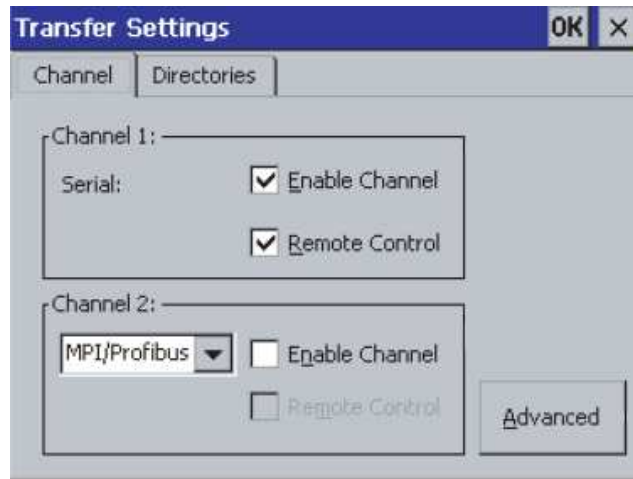 Transfer Settings OK ×
Channel Directories
Channel 1:
Serial: Enable Channel
Remote Control
Channel 2:
MPI/Profibus Enable Channel
Remote Control
Advanced